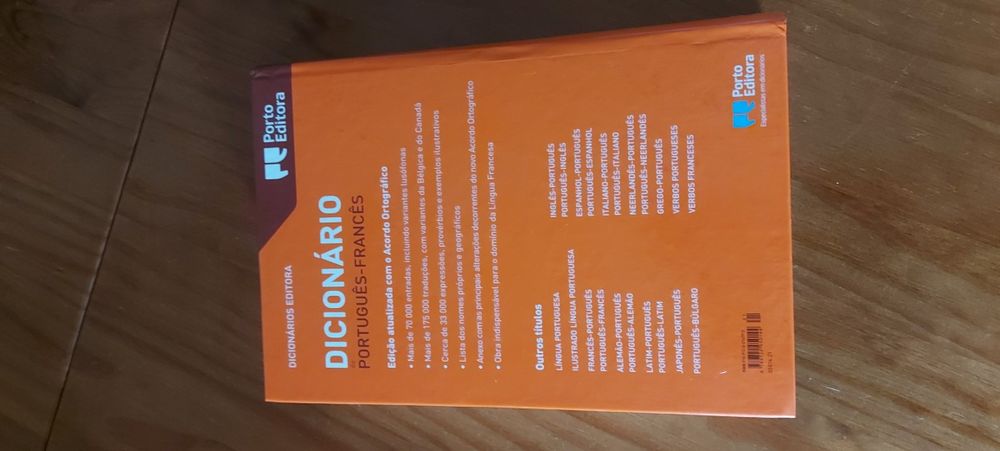 DICIONÁRIOS EDITORA
Porto
Editora
DICIONÁRIO
de
PORTUGUÊS-FRANCÊS
Edição atualizada com o Acordo Ortográfico
• Mais de 70 000 entradas, incluindo variantes lusófonas
• Mais de 175 000 traduções, com variantes da Bélgica e do Canadá
• Cerca de 33 000 expressões, provérbios e exemplos ilustrativos
• Lista dos nomes próprios e geográficos
• Anexo com as principais alterações decorrentes do novo Acordo Ortográfico
• Obra indispensável para o domínio da Língua Francesa
Outros títulos
LÍNGUA PORTUGUESA
ILUSTRADO LÍNGUA PORTUGUESA
FRANCÊS-PORTUGUÊS
PORTUGUÊS-FRANCÊS
ALEMÃO-PORTUGUÊS
PORTUGUÊS-ALEMÃO
LATIM-PORTUGUÊS
PORTUGUÊS-LATIM
JAPONÊS-PORTUGUÊS
PORTUGUÊS-BÚLGARO
INGLÊS-PORTUGUÊS
PORTUGUÊS-INGLÊS
ESPANHOL-PORTUGUÊS
PORTUGUÊS-ESPANHOL
ITALIANO-PORTUGUÊS
PORTUGUÊS-ITALIANO
NEERLANDÊS-PORTUGUÊS
PORTUGUÊS-NEERLANDÊS
GREGO-PORTUGUÊS
VERBOS PORTUGUESES
VERBOS FRANCESES
Porto
Editora
Especialistas em dicionários